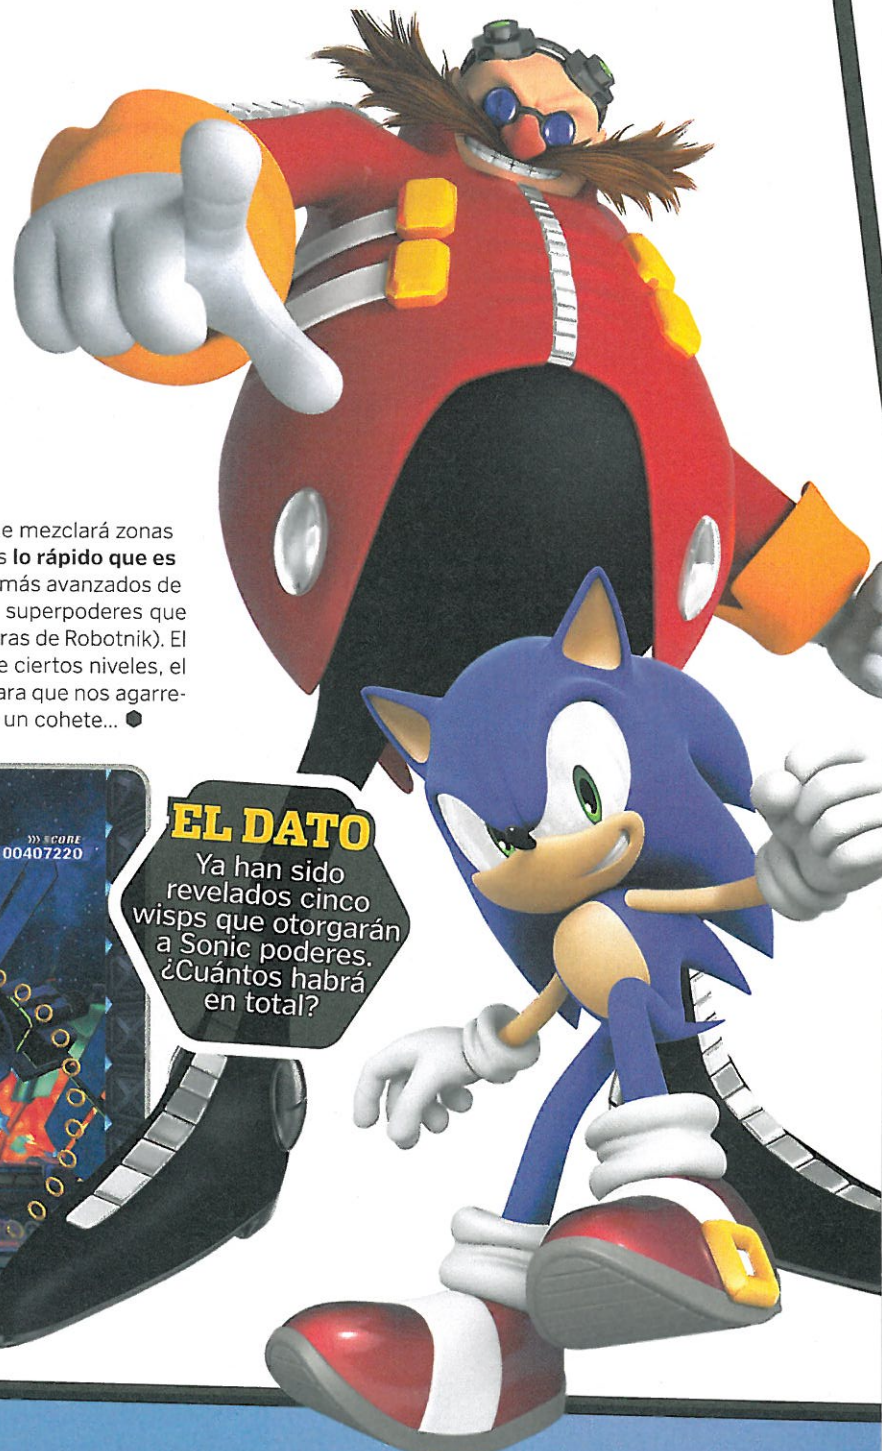 e mezclará zonas
s lo rápido que es
más avanzados de
superpoderes que
ras de Robotnik). El
e ciertos niveles, el
ara que nos agarre-
un cohete...
>>> SCORE
00407220
EL DATO
Ya han sido
revelados cinco
wisps que otorgarán
a Sonic poderes.
¿Cuántos habrá
en total?